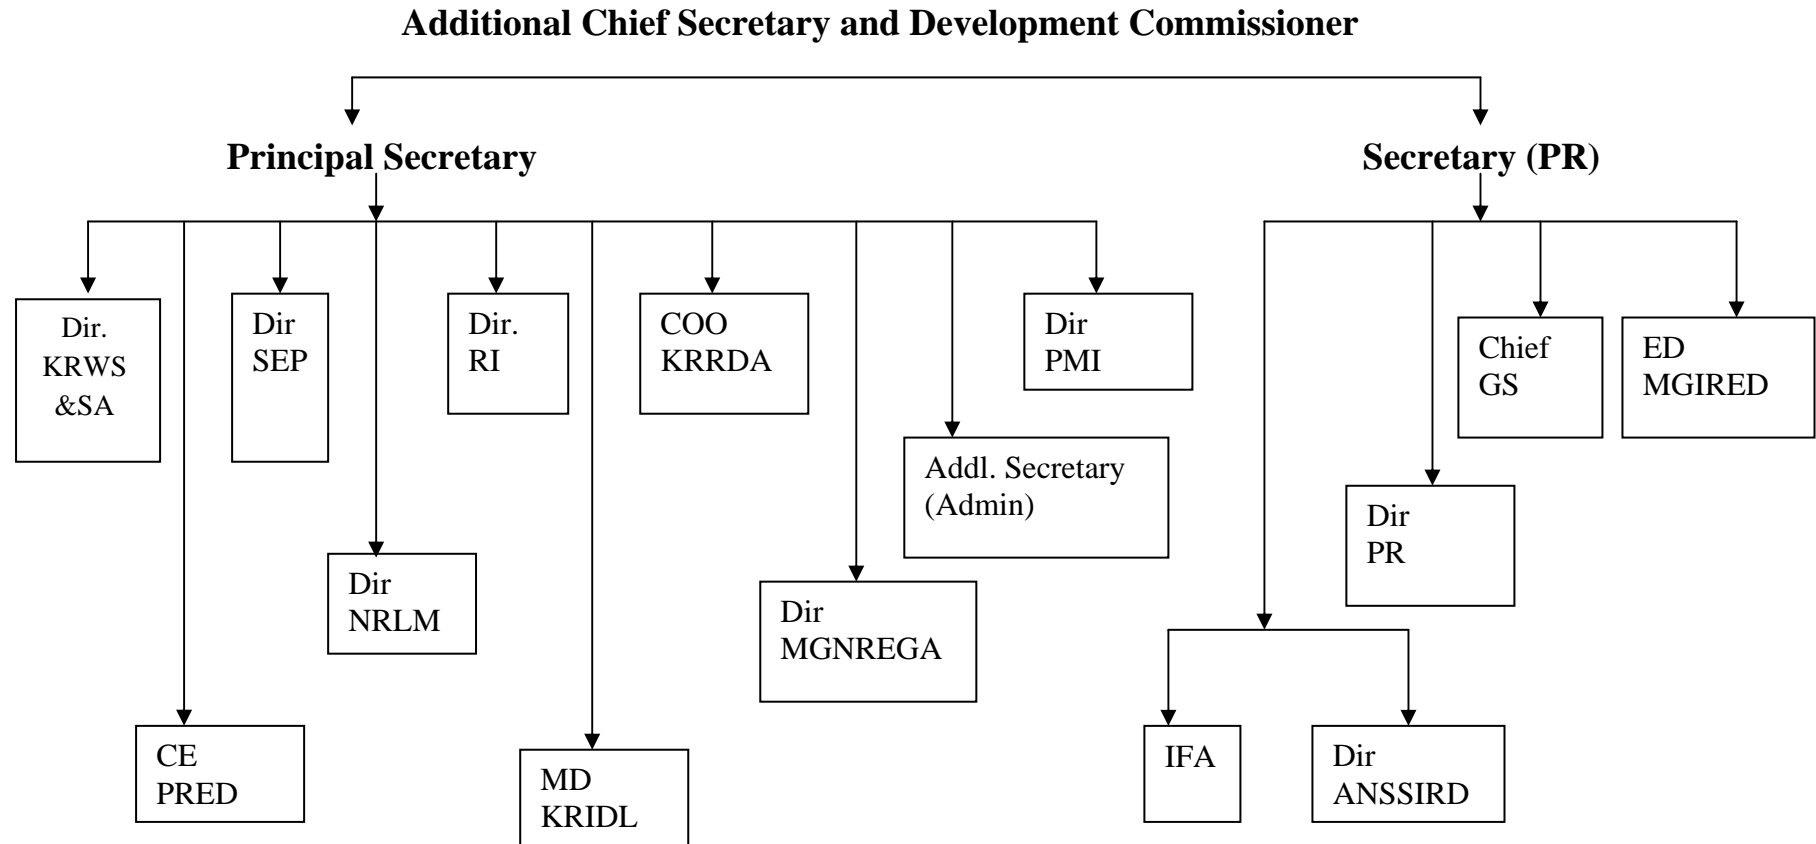 Additional Chief Secretary and Development Commissioner
Principal Secretary
Secretary (PR)
Dir.
KRWS
&SA
Dir
SEP
Dir.
RI
COO
KRRDA
Dir
PMI
Chief
GS
ED
MGIRED
Addl. Secretary
(Admin)
Dir
PR
Dir
NRLM
Dir
MGNREGA
CE
PRED
MD
KRIDL
IFA
Dir
ANSSIRD